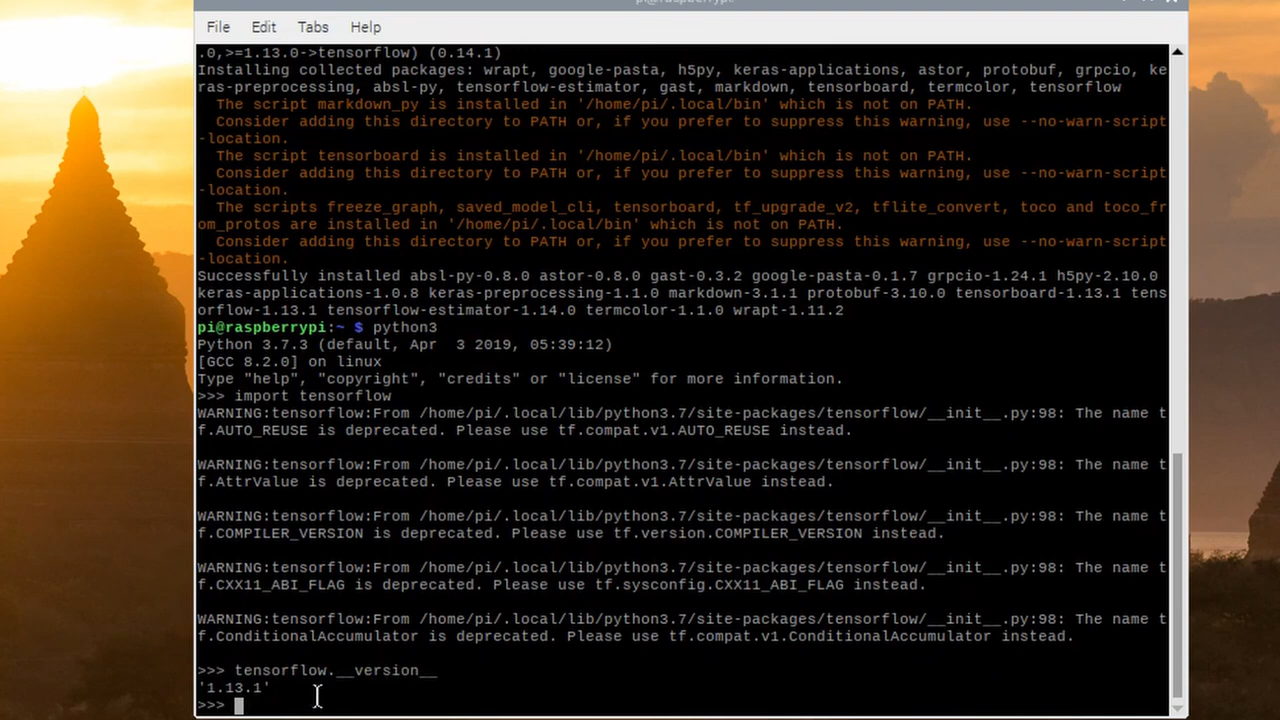 File Edit Tabs Help
.0,>=1.13.0->tensorflow) (0.14.1)
Installing collected packages: wrapt, google-pasta, h5py, keras-applications, astor, protobuf, grpcio, ke
ras-preprocessing, absl-py, tensorflow-estimator, gast, markdown, tensorboard, termcolor, tensorflow
  The script markdown_py is installed in '/home/pi/.local/bin' which is not on PATH.
  Consider adding this directory to PATH or, if you prefer to suppress this warning, use --no-warn-script
-location.
  The script tensorboard is installed in '/home/pi/.local/bin' which is not on PATH.
  Consider adding this directory to PATH or, if you prefer to suppress this warning, use --no-warn-script
-location.
  The scripts freeze_graph, saved_model_cli, tensorboard, tf_upgrade_v2, tflite_convert, toco and toco_fr
om_protos are installed in '/home/pi/.local/bin' which is not on PATH.
  Consider adding this directory to PATH or, if you prefer to suppress this warning, use --no-warn-script
-location.
Successfully installed absl-py-0.8.0 astor-0.8.0 gast-0.3.2 google-pasta-0.1.7 grpcio-1.24.1 h5py-2.10.0
keras-applications-1.0.8 keras-preprocessing-1.1.0 markdown-3.1.1 protobuf-3.10.0 tensorboard-1.13.1 tens
orflow-1.13.1 tensorflow-estimator-1.14.0 termcolor-1.1.0 wrapt-1.11.2
pi@raspberrypi:~ $ python3
Python 3.7.3 (default, Apr  3 2019, 05:39:12)
[GCC 8.2.0] on linux
Type "help", "copyright", "credits" or "license" for more information.
>>> import tensorflow
WARNING:tensorflow:From /home/pi/.local/lib/python3.7/site-packages/tensorflow/__init__.py:98: The name t
f.AUTO_REUSE is deprecated. Please use tf.compat.v1.AUTO_REUSE instead.
WARNING:tensorflow:From /home/pi/.local/lib/python3.7/site-packages/tensorflow/__init__.py:98: The name t
f.AttrValue is deprecated. Please use tf.compat.v1.AttrValue instead.
WARNING:tensorflow:From /home/pi/.local/lib/python3.7/site-packages/tensorflow/__init__.py:98: The name t
f.COMPILER_VERSION is deprecated. Please use tf.version.COMPILER_VERSION instead.
WARNING:tensorflow:From /home/pi/.local/lib/python3.7/site-packages/tensorflow/__init__.py:98: The name t
f.CXX11_ABI_FLAG is deprecated. Please use tf.sysconfig.CXX11_ABI_FLAG instead.
WARNING:tensorflow:From /home/pi/.local/lib/python3.7/site-packages/tensorflow/__init__.py:98: The name t
f.ConditionalAccumulator is deprecated. Please use tf.compat.v1.ConditionalAccumulator instead.
>>> tensorflow.__version__
'1.13.1'
>>>